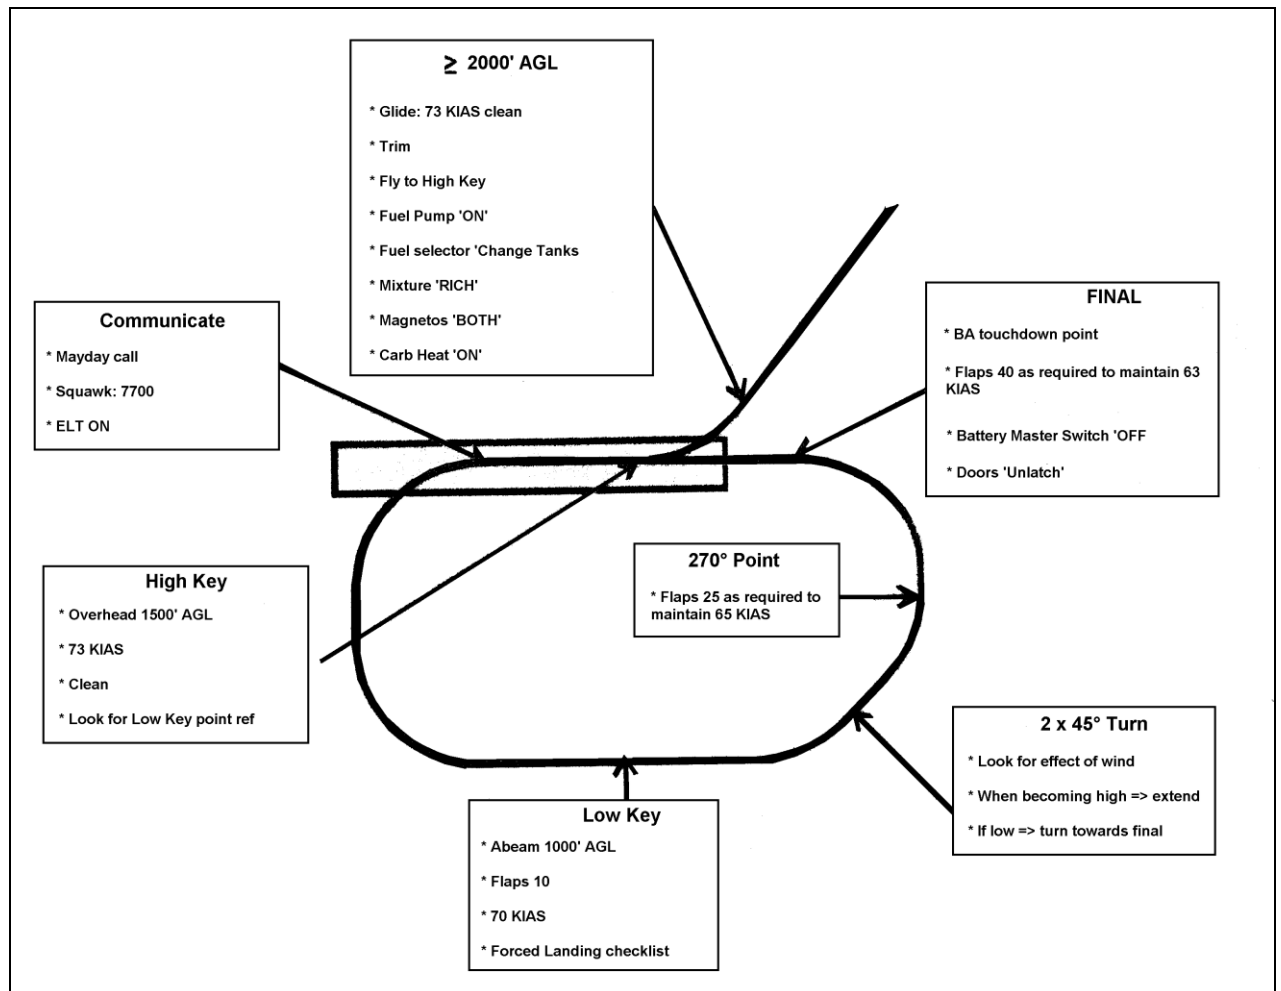 ≥ 2000' AGL
* Glide: 73 KIAS clean
* Trim
* Fly to High Key
* Fuel Pump 'ON'
* Fuel selector 'Change Tanks
* Mixture 'RICH'
* Magnetos 'BOTH'
* Carb Heat 'ON'
Communicate
* Mayday call
* Squawk: 7700
* ELT ON
FINAL
* BA touchdown point
* Flaps 40 as required to maintain 63
KIAS
* Battery Master Switch 'OFF
* Doors 'Unlatch'
270° Point
* Flaps 25 as required to
maintain 65 KIAS
High Key
* Overhead 1500' AGL
* 73 KIAS
* Clean
* Look for Low Key point ref
2 x 45° Turn
* Look for effect of wind
* When becoming high => extend
* If low => turn towards final
Low Key
* Abeam 1000' AGL
* Flaps 10
* 70 KIAS
* Forced Landing checklist